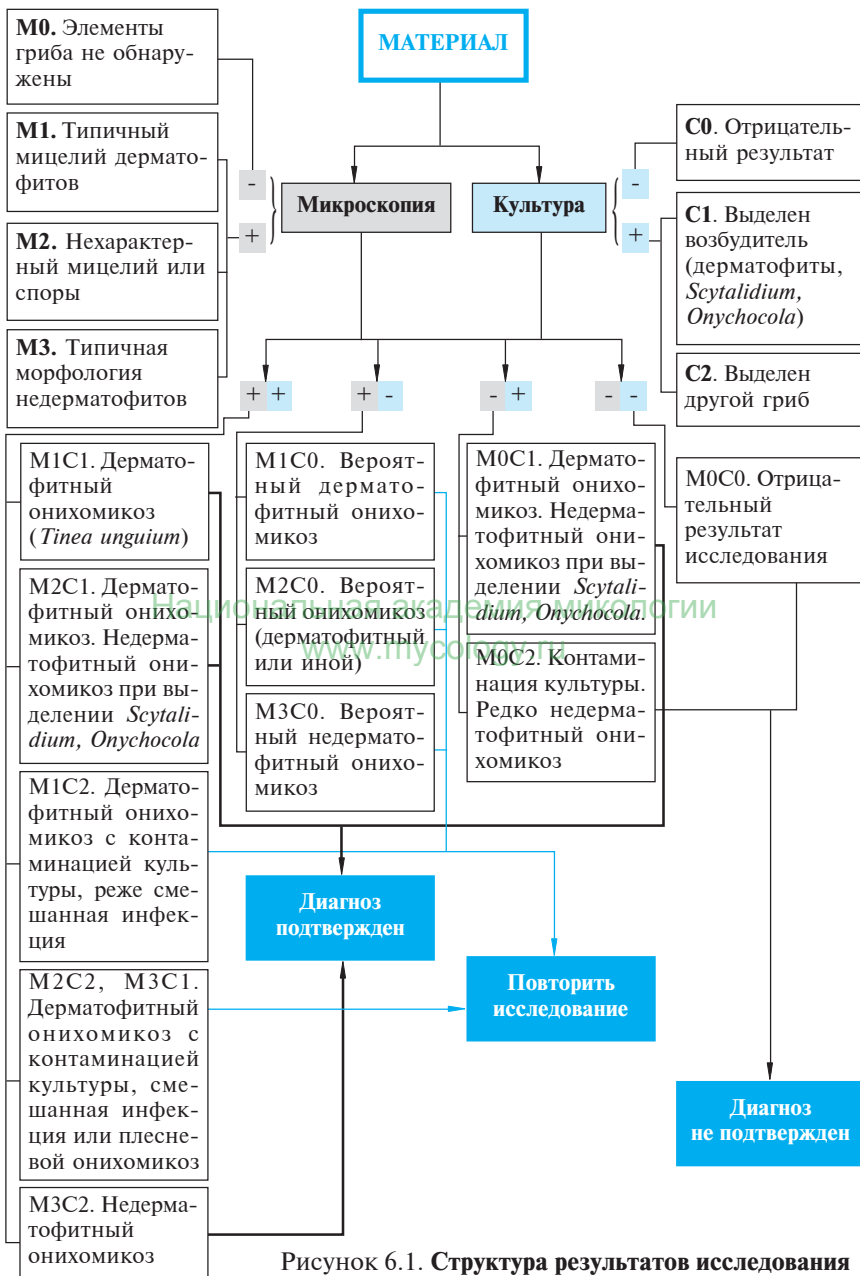 МАТЕРИАЛ
М0. Элементы
гриба не обнару-
жены
М1. Типичный
мицелий дермато-
фитов
М2. Нехарактер-
ный мицелий или
споры
М3. Типичная
морфология
недерматофитов
-
+
Микроскопия
Культура
-
+
С0. Отрицатель-
ный результат
С1. Выделен
возбудитель
(дерматофиты,
Scytalidium,
Onychocola)
С2. Выделен
другой гриб
+ +
+ -
- +
- -
М1С1. Дермато-
фитный
онихомикоз
(Tinea unguium)
М2С1. Дермато-
фитный онихо-
микоз. Недерма-
тофитный они-
хомикоз при вы-
делении Scytali-
dium, Onychocola
М1С2. Дермато-
фитный онихо-
микоз с конта-
минацией куль-
туры, реже сме-
шанная инфек-
ция
М2С2, М3С1.
Дерматофитный
онихомикоз с
контаминацией
культуры, сме-
шанная инфек-
ция или плесне-
вой онихомикоз
М3С2. Недерма-
тофитный
онихомикоз
М1С0. Вероят-
ный дермато-
фитный онихо-
микоз
М2С0. Вероят-
ный онихомикоз
(дерматофитный
или иной)
М3С0. Вероят-
ный недермато-
фитный онихо-
микоз
М0С1. Дермато-
фитный онихо-
микоз. Недермат-
офитный они-
хомикоз при вы-
делении Scytali-
dium, Onychocola.
М0С2. Контами-
нация культуры.
Редко недерма-
тофитный они-
хомикоз
М0С0. Отрица-
тельный
результат
исследования
Национальная академия микологии
www.mycology.ru
Диагноз
подтвержден
Повторить
исследование
Диагноз
не подтвержден
Рисунок 6.1. Структура результатов исследования